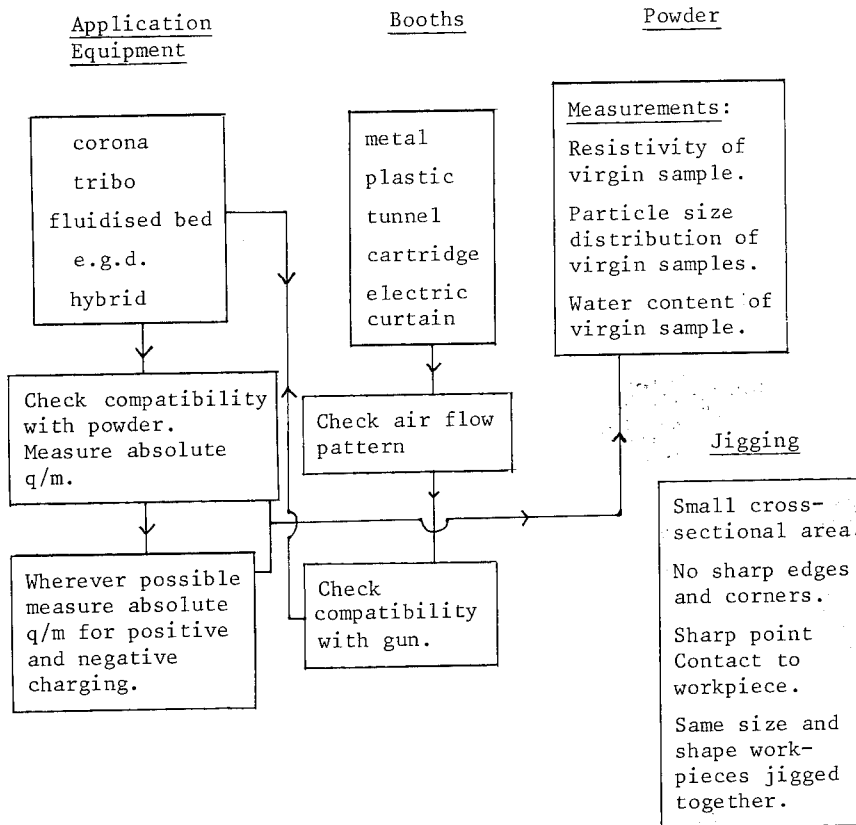 Application
Equipment
Booths
Powder
corona
tribo
fluidised bed
e.g.d.
hybrid
metal
plastic
tunnel
cartridge
electric
curtain
Measurements:
Resistivity of
virgin sample.
Particle size
distribution of
virgin samples.
Water content of
virgin sample.
Check compatibility
with powder.
Measure absolute
q/m.
Check air flow
pattern
Wherever possible
measure absolute
q/m for positive
and negative
charging.
Check
compatibility
with gun.
Jigging
Small cross-
sectional area.
No sharp edges
and corners.
Sharp point
Contact to
workpiece.
Same size and
shape work-
pieces jigged
together.